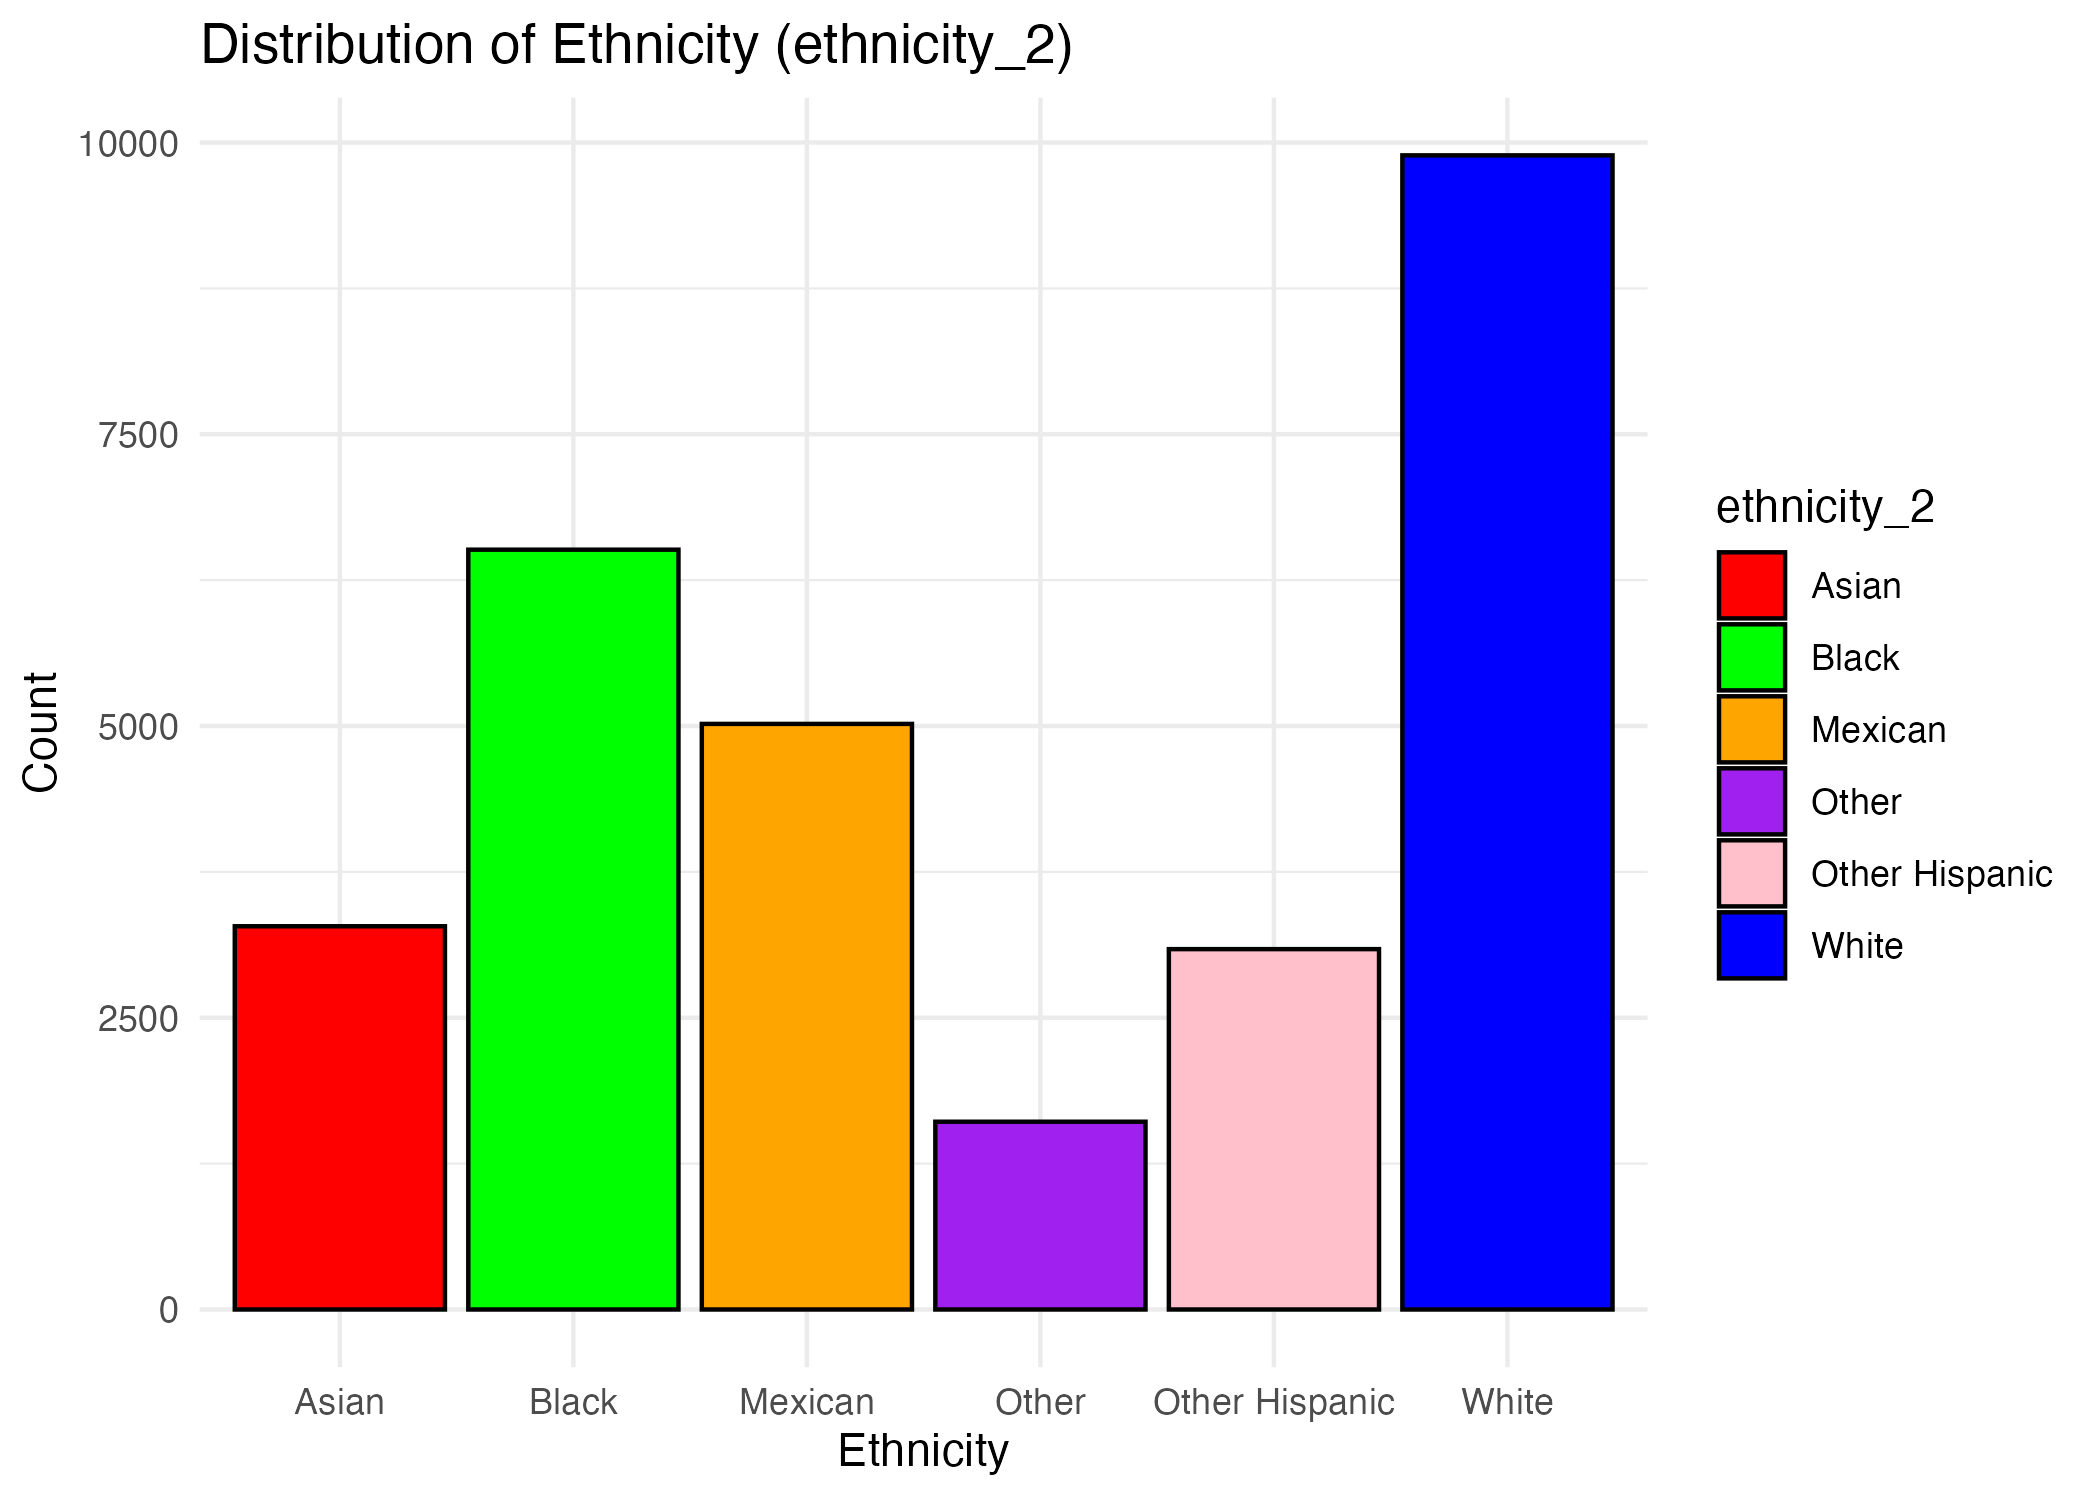 Distribution of Ethnicity (ethnicity_2)
10000
7500
5000
2500
0
Count
Asian
Black
Mexican
Other
Other Hispanic
White
Ethnicity
ethnicity_2
Asian
Black
Mexican
Other
Other Hispanic
White